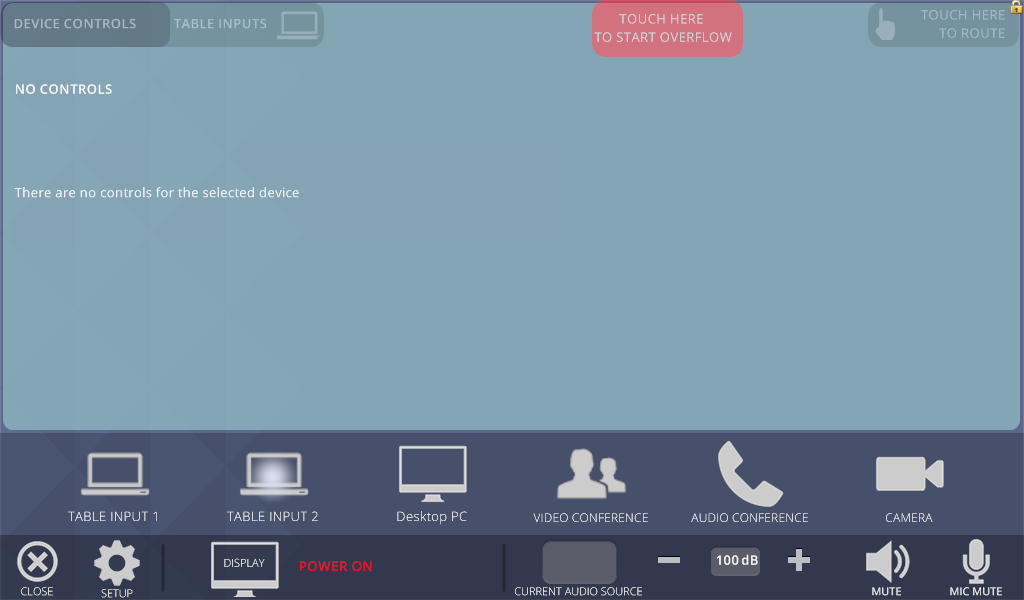 DEVICE CONTROLS
TABLE INPUTS
TOUCH HERE
TO START OVERFLOW
TOUCH HERE
TO ROUTE
NO CONTROLS
There are no controls for the selected device
TABLE INPUT 1
TABLE INPUT 2
Desktop PC
VIDEO CONFERENCE
AUDIO CONFERENCE
CAMERA
CLOSE
SETUP
DISPLAY
POWER ON
CURRENT AUDIO SOURCE
100 dB
MUTE
MIC MUTE